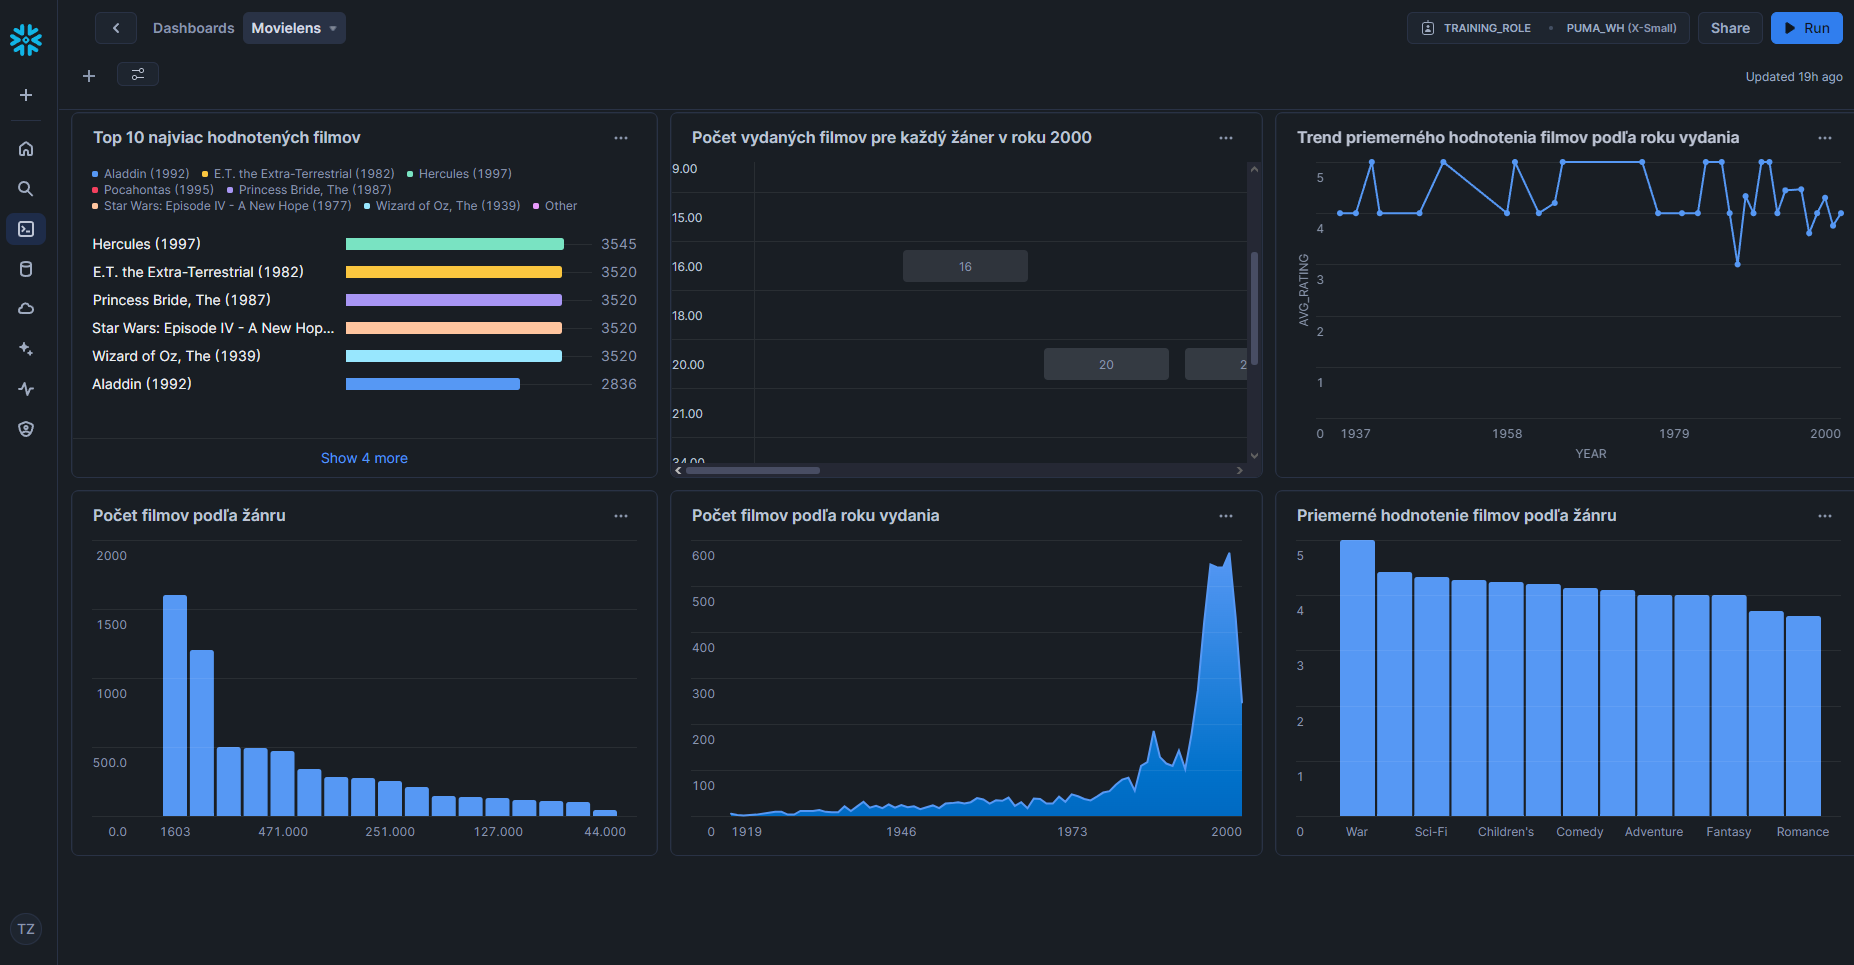 Dashboards Movielens
TRAINING_ROLE PUMA_WH (X-Small) Share Run
Updated 19h ago
Top 10 najviac hodnotených filmov
Aladdin (1992) E.T. the Extra-Terrestrial (1982) Hercules (1997)
Pocahontas (1995) Princess Bride, The (1987)
Star Wars: Episode IV - A New Hope (1977) Wizard of Oz, The (1939) Other
Hercules (1997) 3545
E.T. the Extra-Terrestrial (1982) 3520
Princess Bride, The (1987) 3520
Star Wars: Episode IV - A New Hop... 3520
Wizard of Oz, The (1939) 3520
Aladdin (1992) 2836
Show 4 more
Počet vydaných filmov pre každý žáner v roku 2000
9.00
15.00
16.00 16
18.00
20.00 20 2
21.00
34.00
Trend priemerného hodnotenia filmov podľa roku vydania
5
4
3
2
1
0 1937 1958 1979 2000
AVG_RATING
YEAR
Počet filmov podľa žánru
2000
1500
1000
500.0
0.0 1603 471.000 251.000 127.000 44.000
Počet filmov podľa roku vydania
600
500
400
300
200
100
0 1919 1946 1973 2000
Priemerné hodnotenie filmov podľa žánru
5
4
3
2
1
0 War Sci-Fi Children's Comedy Adventure Fantasy Romance
TZ